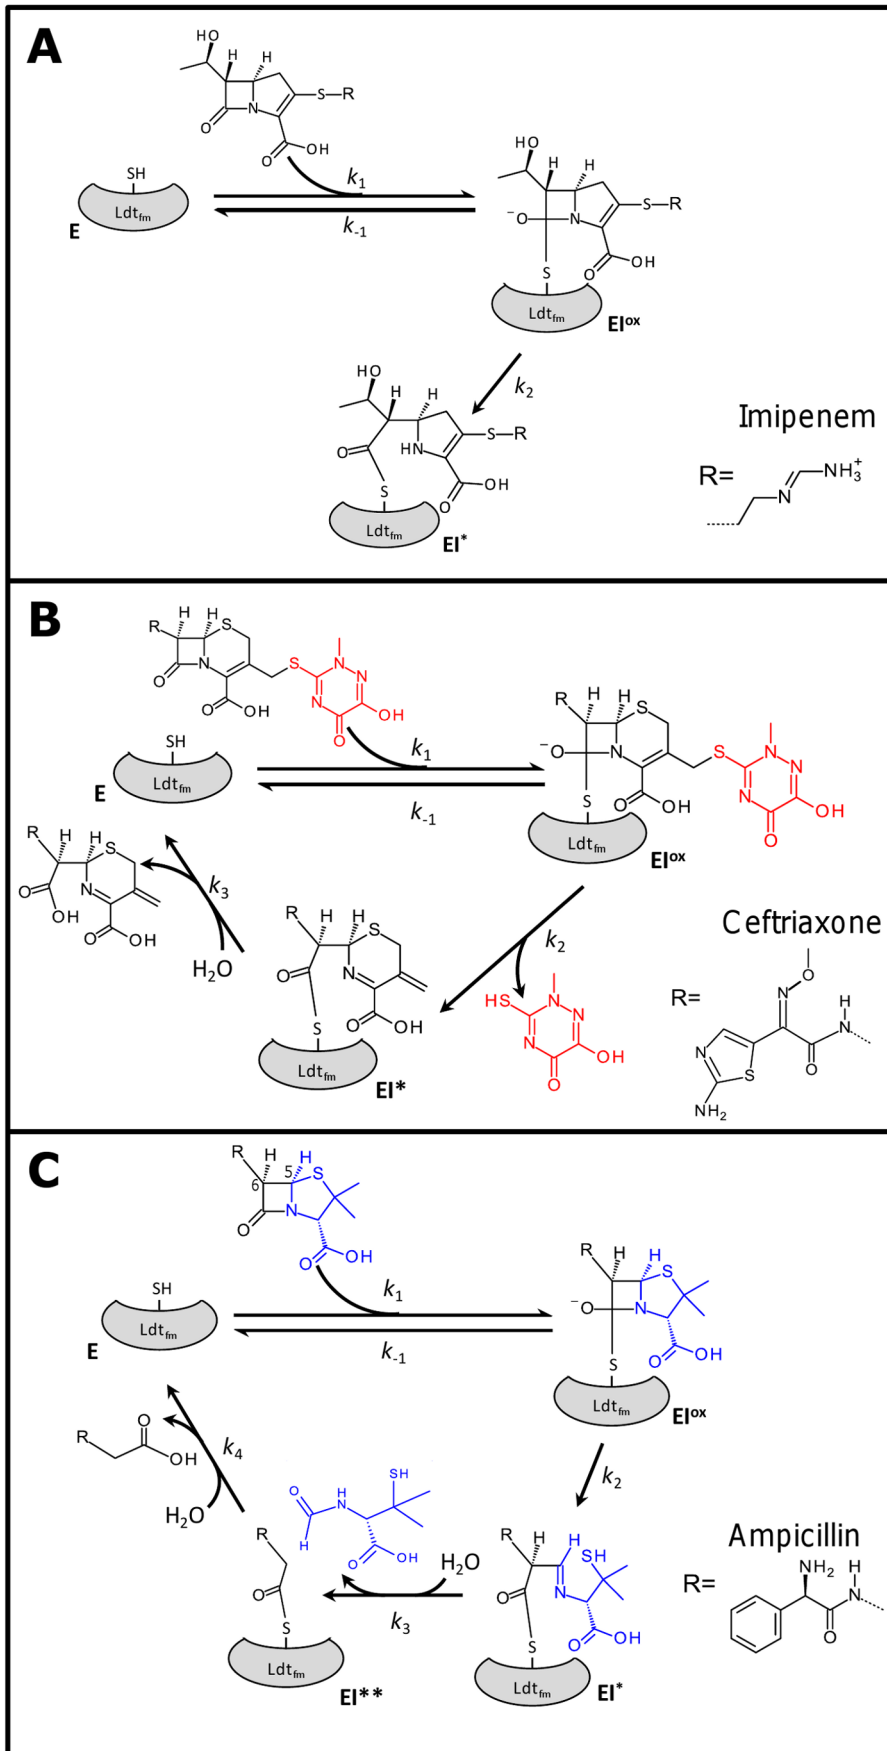 A
HO
H
H
S–R
N
O
OH
O
SH
Ldtfm
E
k1
k-1
HO
H
H
S–R
–O
N
OH
O
S
Ldtfm
EIox
k2
HO
H
H
S–R
O
HN
OH
O
S
Ldtfm
EI*
Imipenem
R=
NH3+
N
B
H
H
R
S
N
O
S
N
N
N
OH
O
O
OH
SH
Ldtfm
E
k1
k-1
R
H
H
S
–O
N
S
N
N
N
OH
O
O
OH
S
Ldtfm
EIox
R
H
H
S
N
O
OH
O
OH
k3
H2O
R
H
H
S
O
N
O
OH
S
Ldtfm
EI*
k2
HS
N
N
N
OH
O
Ceftriaxone
R=
O
N
H
N
O
N
S
NH2
C
R
H
H
6
5
S
N
O
O
OH
SH
Ldtfm
E
k1
k-1
R
H
H
S
–O
N
O
OH
S
Ldtfm
EIox
k2
R
O
OH
k4
H2O
R
O
S
Ldtfm
EI**
SH
O
H
N
H
O
OH
H2O
k3
R
H
H
SH
O
N
O
OH
S
Ldtfm
EI*
Ampicillin
R=
NH2
H
N
O